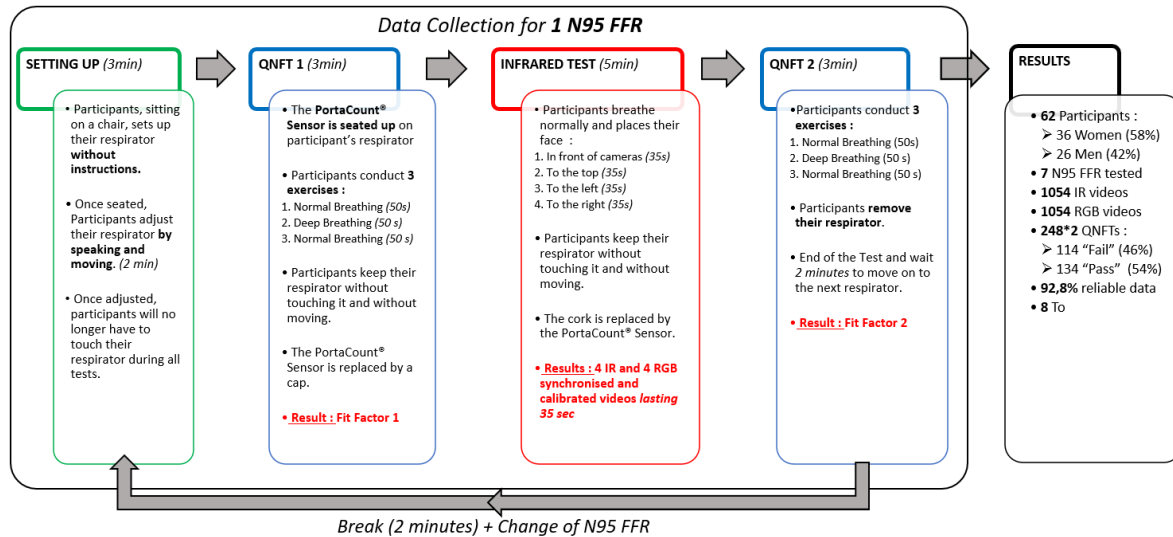 Data Collection for 1 N95 FFR
SETTING UP (3min)
• Participants, sitting
on a chair, sets up
their respirator
without
instructions.
• Once seated,
Participants adjust
their respirator by
speaking and
moving. (2 min)
• Once adjusted,
participants will no
longer have to
touch their
respirator during all
tests.
QNFT 1 (3min)
• The PortaCount®
Sensor is seated up on
participant's respirator
• Participants conduct 3
exercises :
1. Normal Breathing (50s)
2. Deep Breathing (50 s)
3. Normal Breathing (50 s)
• Participants keep their
respirator without
touching it and without
moving.
• The PortaCount®
Sensor is replaced by a
cap.
• Result : Fit Factor 1
INFRARED TEST (5min)
• Participants breathe
normally and places their
face :
1. In front of cameras (35s)
2. To the top (35s)
3. To the left (35s)
4. To the right (35s)
• Participants keep their
respirator without
touching it and without
moving.
• The cork is replaced by
the PortaCount® Sensor.
• Results : 4 IR and 4 RGB
synchronised and
calibrated videos lasting
35 sec
QNFT 2 (3min)
•Participants conduct 3
exercises :
1. Normal Breathing (50s)
2. Deep Breathing (50 s)
3. Normal Breathing (50 s)
• Participants remove
their respirator.
• End of the Test and wait
2 minutes to move on to
the next respirator.
• Result : Fit Factor 2
RESULTS
• 62 Participants :
➢ 36 Women (58%)
➢ 26 Men (42%)
• 7 N95 FFR tested
• 1054 IR videos
• 1054 RGB videos
• 248*2 QNFTs :
➢ 114 "Fail" (46%)
➢ 134 "Pass" (54%)
• 92,8% reliable data
• 8 To
Break (2 minutes) + Change of N95 FFR